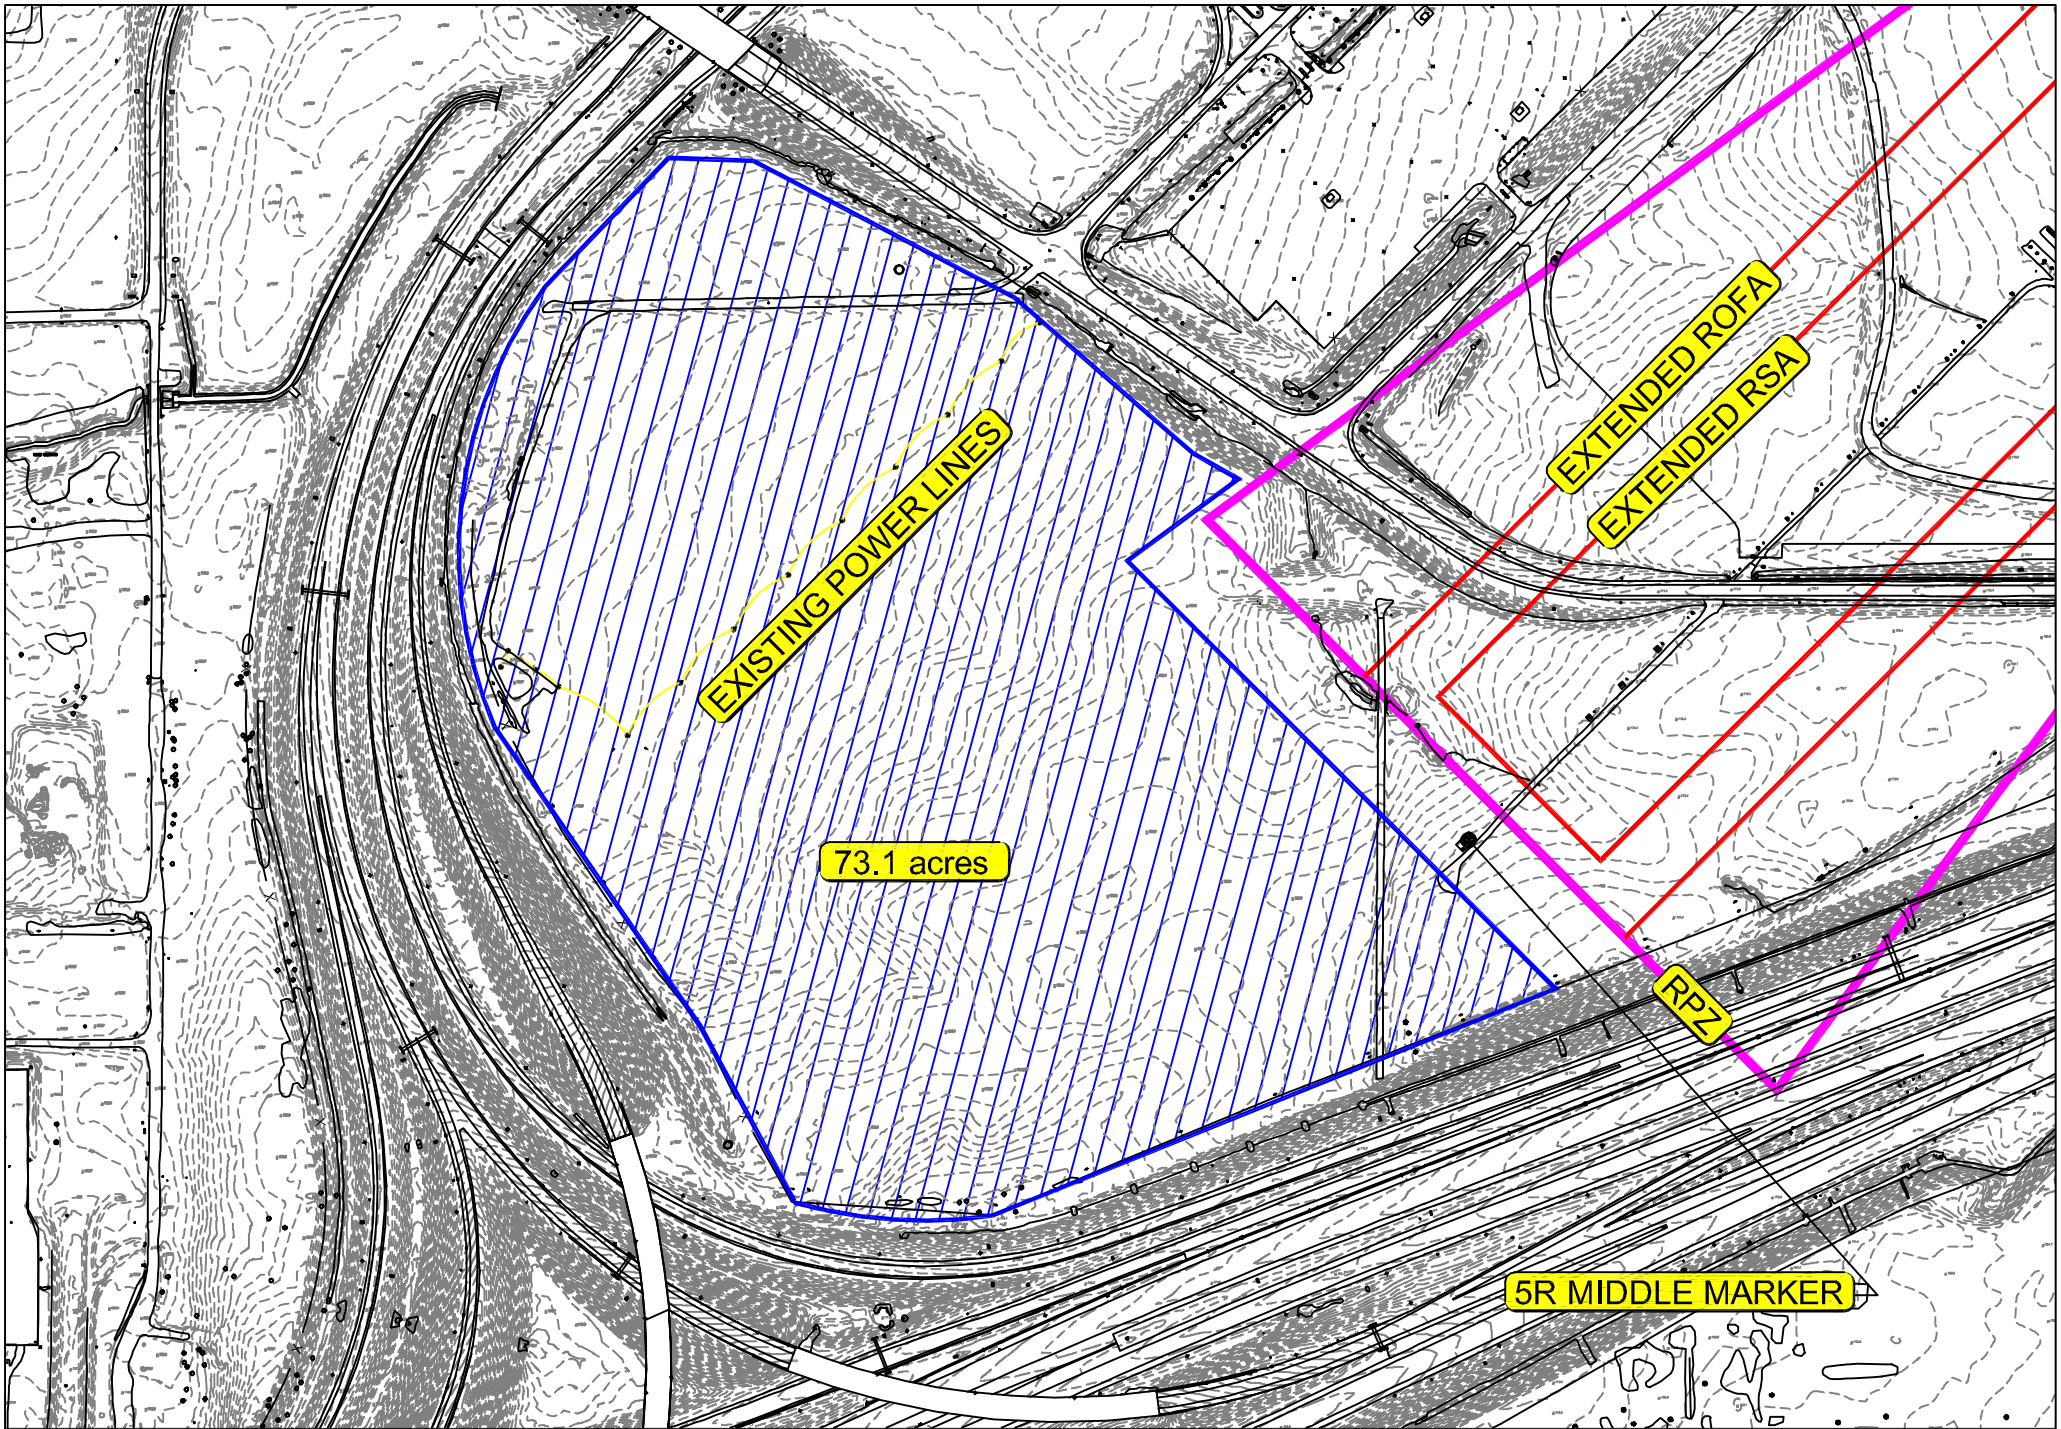 EXTENDED ROFA
EXTENDED RSA
EXISTING POWER LINES
73.1 acres
RPZ
5R MIDDLE MARKER